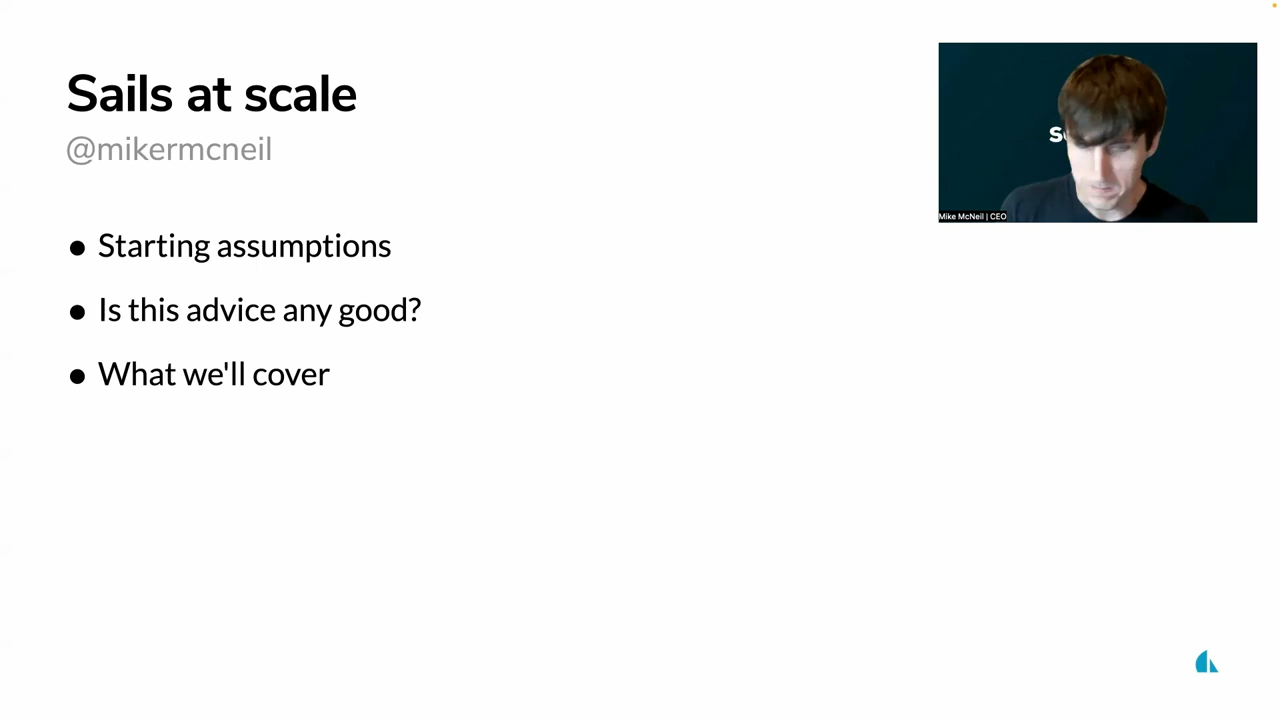 Sails at scale
@mikermcneil
● Starting assumptions
● Is this advice any good?
● What we'll cover
Mike McNeil | CEO